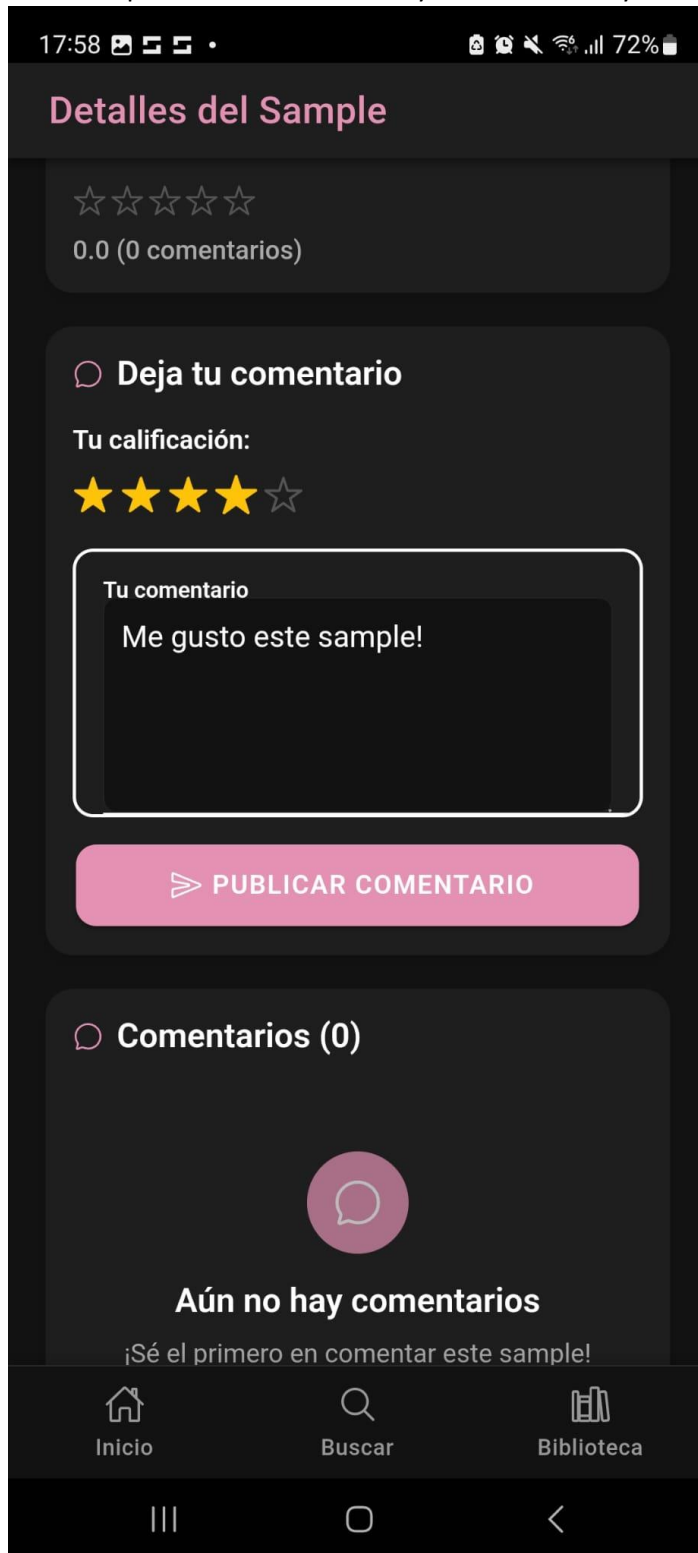 17:58 72%
Detalles del Sample
0.0 (0 comentarios)
Deja tu comentario
Tu calificación:
Tu comentario
Me gusto este sample!
PUBLICAR COMENTARIO
Comentarios (0)
Aún no hay comentarios
¡Sé el primero en comentar este sample!
Inicio Buscar Biblioteca